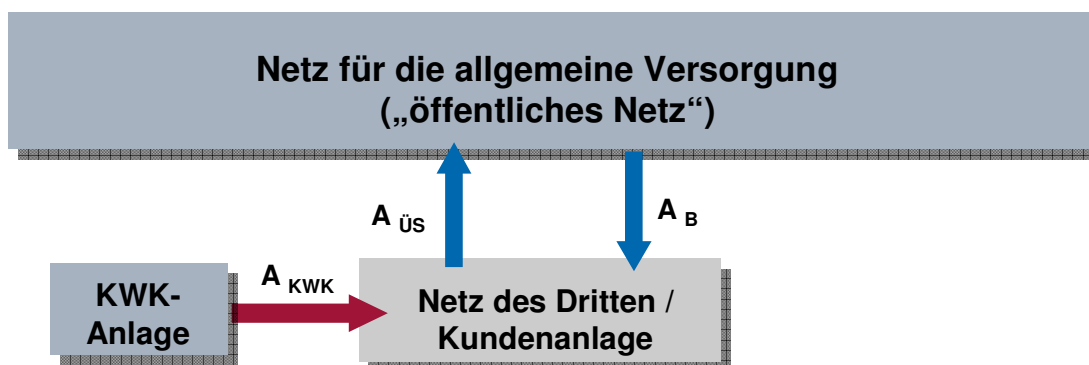 Netz für die allgemeine Versorgung
(„öffentliches Netz“)
A ÜS
A B
A KWK
KWK-
Anlage
Netz des Dritten /
Kundenanlage